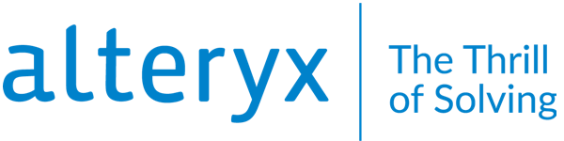 alteryx
The Thrill
of Solving